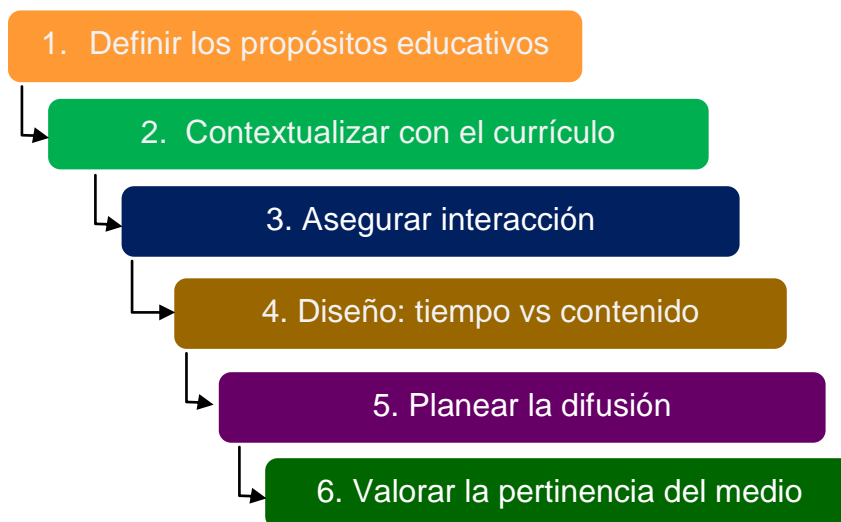 1. Definir los propósitos educativos
2. Contextualizar con el currículo
3. Asegurar interacción
4. Diseño: tiempo vs contenido
5. Planear la difusión
6. Valorar la pertinencia del medio